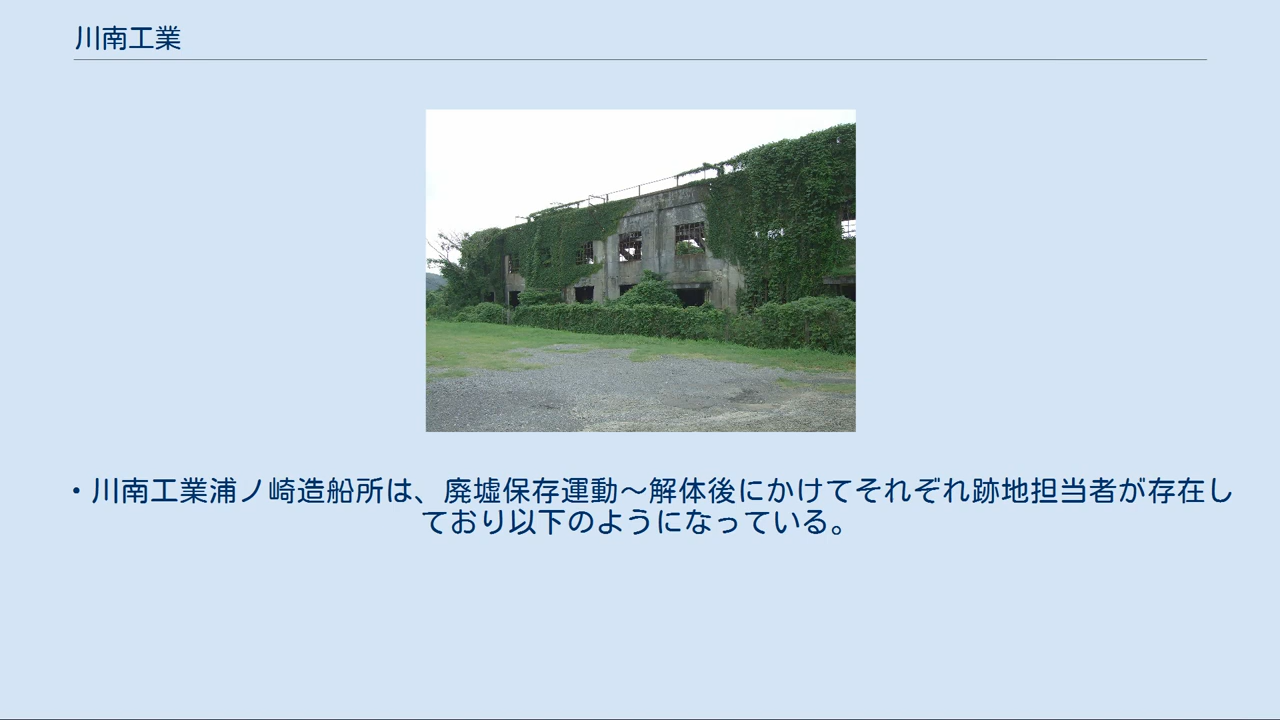 川南工業
・川南工業浦ノ崎造船所は、廃墟保存運動～解体後にかけてそれぞれ跡地担当者が存在し
ており以下のようになっている。